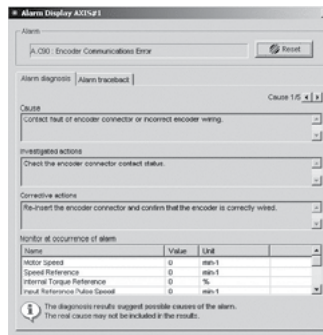 Alarm Display AXIS#1
Alarm
A.C90 : Encoder Communications Error
Reset
Alarm diagnosis
Alarm traceback
Cause 1/5
Cause
Contact fault of encoder connector or incorrect encoder wiring.
Investigated actions
Check the encoder connector contact status.
Corrective actions
Re-insert the encoder connector and confirm that the encoder is correctly wired.
Monitor at occurrence of alarm
Name Value Unit
Motor Speed 0 min-1
Speed Reference 0 min-1
Internal Torque Reference 0 %
Input Reference Pulse Speed 0 min-1
The diagnosis results suggest possible causes of the alarm.
The real cause may not be included in the results.